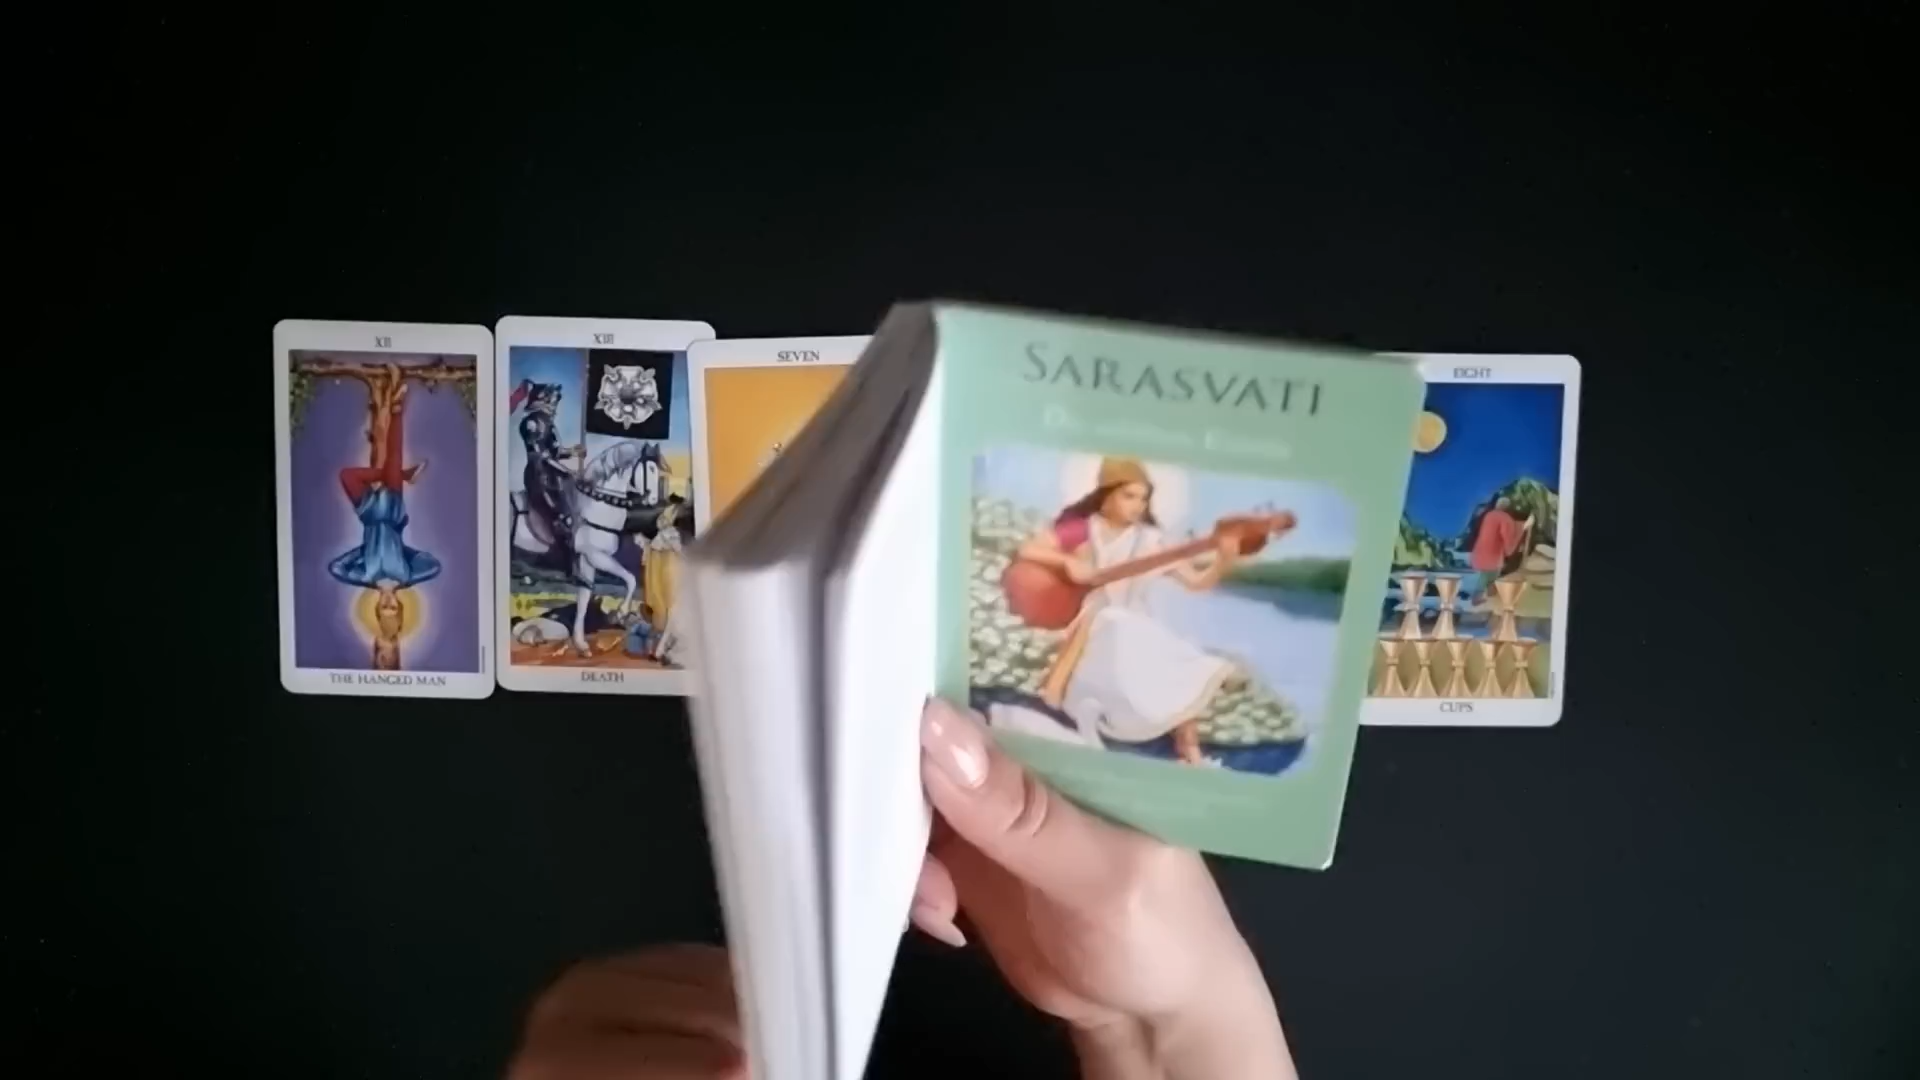 XII
THE HANGED MAN
XIII
DEATH
SEVEN
SARASVATI
EIGHT
CUPS